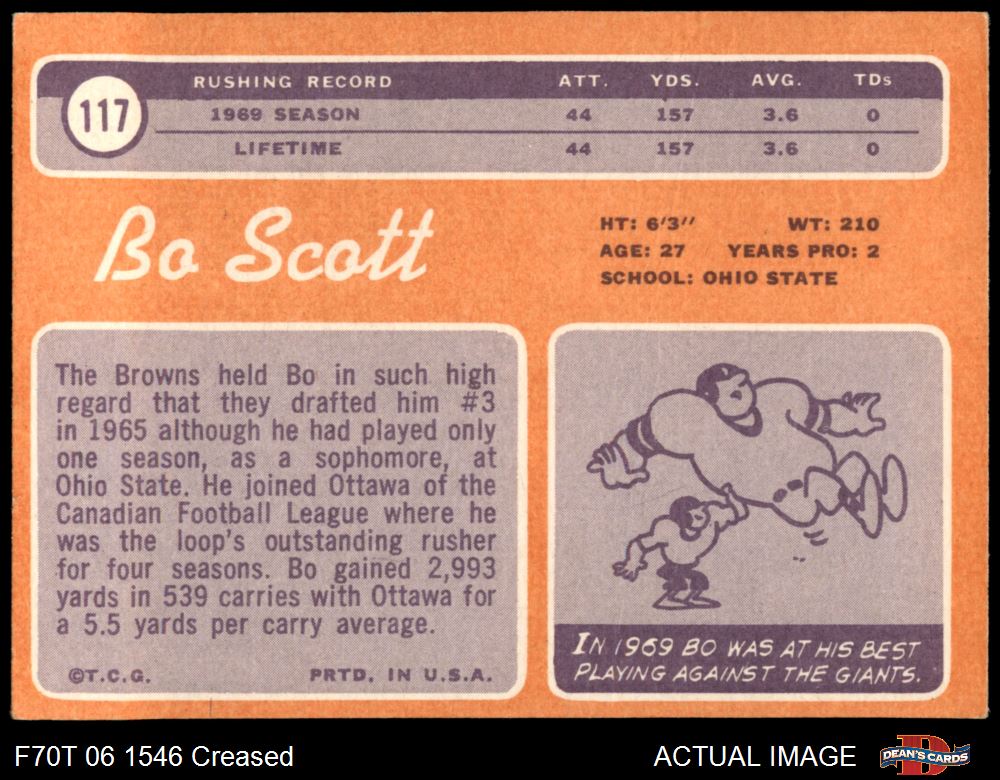 117
RUSHING RECORD ATT. YDS. AVG. TDs
1969 SEASON 44 157 3.6 0
LIFETIME 44 157 3.6 0
Bo Scott
HT: 6'3" WT: 210
AGE: 27 YEARS PRO: 2
SCHOOL: OHIO STATE
The Browns held Bo in such high
regard that they drafted him #3
in 1965 although he had played only
one season, as a sophomore, at
Ohio State. He joined Ottawa of the
Canadian Football League where he
was the loop's outstanding rusher
for four seasons. Bo gained 2,993
yards in 539 carries with Ottawa for
a 5.5 yards per carry average.
©T.C.G. PRTD. IN U.S.A.
IN 1969 BO WAS AT HIS BEST
PLAYING AGAINST THE GIANTS.
F70T 06 1546 Creased
ACTUAL IMAGE
D
DEAN'S CARDS